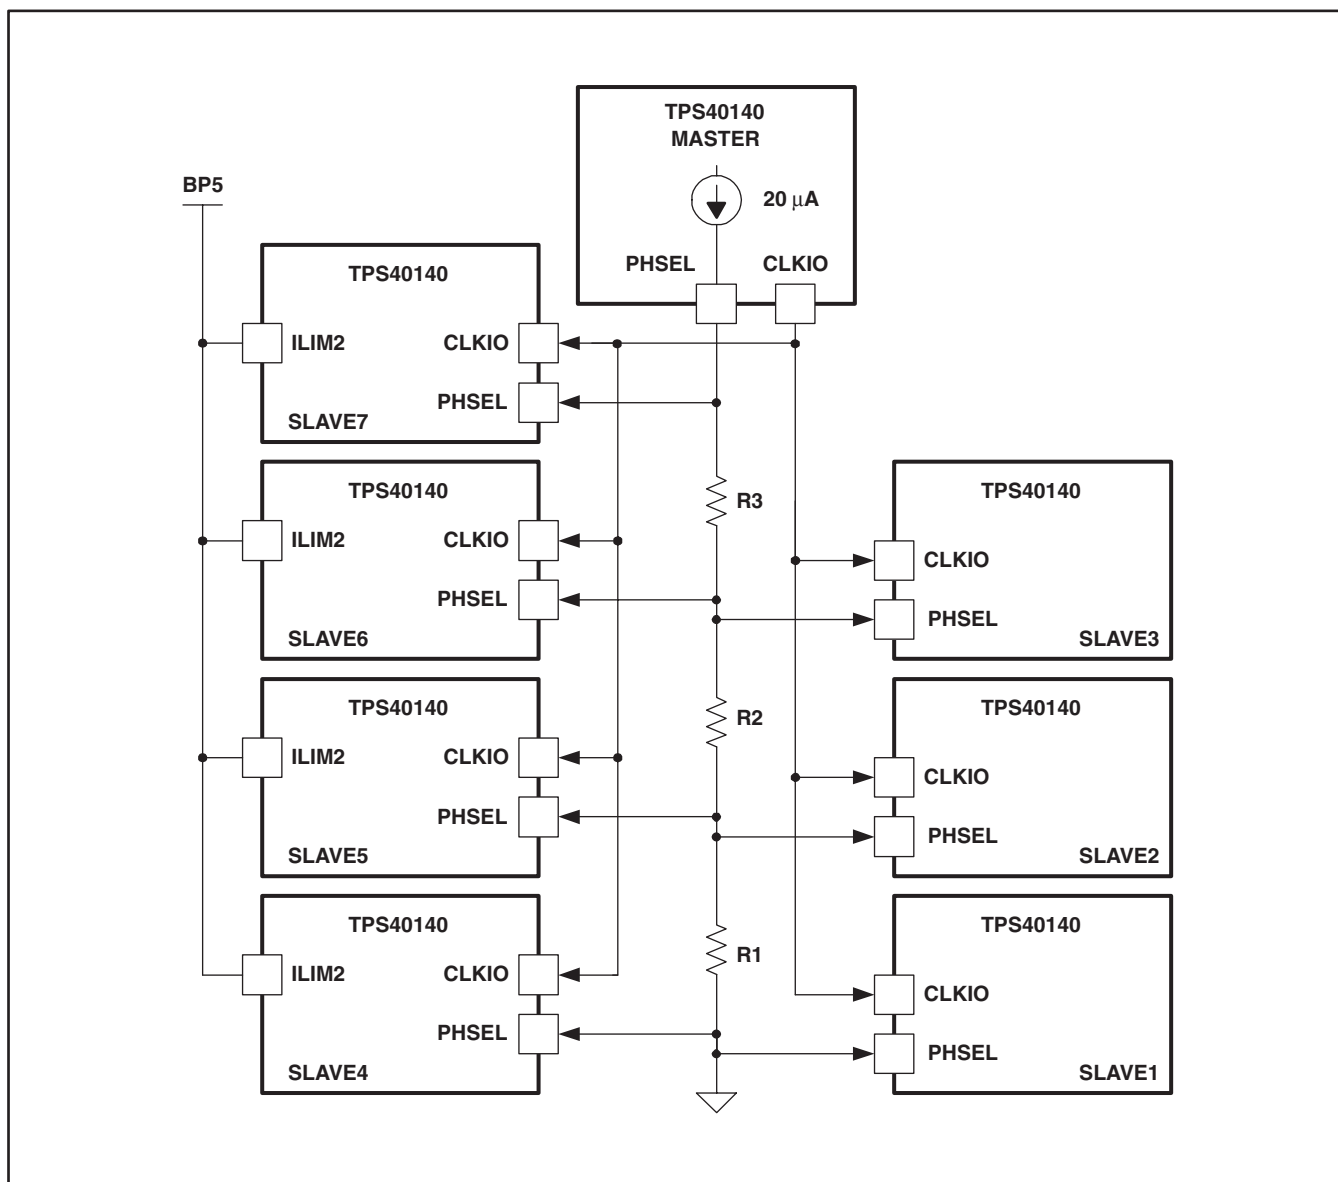 TPS40140
MASTER
20 μA
PHSEL
CLKIO
BP5
TPS40140
ILIM2
CLKIO
PHSEL
SLAVE7
TPS40140
ILIM2
CLKIO
PHSEL
SLAVE6
TPS40140
ILIM2
CLKIO
PHSEL
SLAVE5
TPS40140
ILIM2
CLKIO
PHSEL
SLAVE4
R3
R2
R1
TPS40140
CLKIO
PHSEL
SLAVE3
TPS40140
CLKIO
PHSEL
SLAVE2
TPS40140
CLKIO
PHSEL
SLAVE1